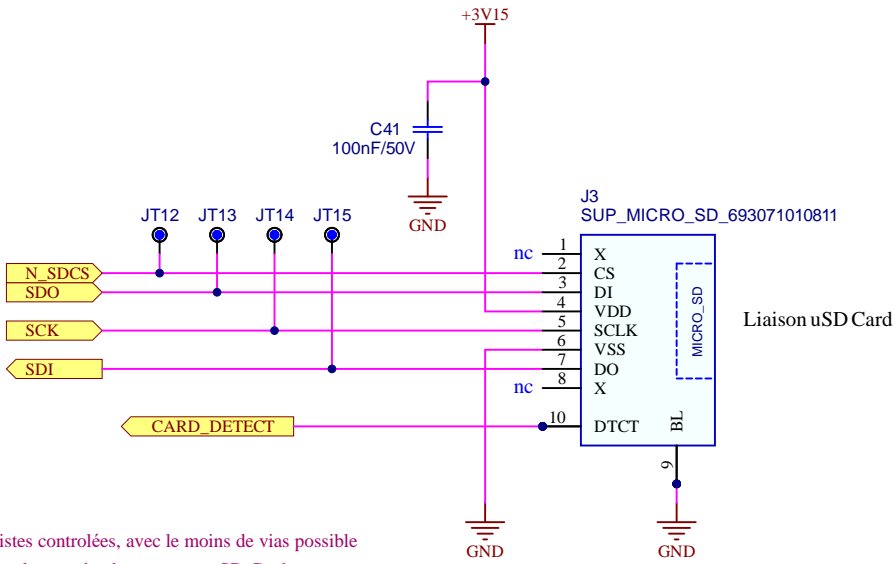 +3V15
C41
100nF/50V
GND
J3
SUP_MICRO_SD_693071010811
JT12 JT13 JT14 JT15
nc 1 X
N_SDCS 2 CS
SDO 3 DI
4 VDD
SCK 5 SCLK
6 VSS
SDI 7 DO
nc 8 X
MICRO_SD
Liaison uSD Card
CARD_DETECT 10 DTCT
BL
9
GND GND
istes controlées, avec le moins de vias possible